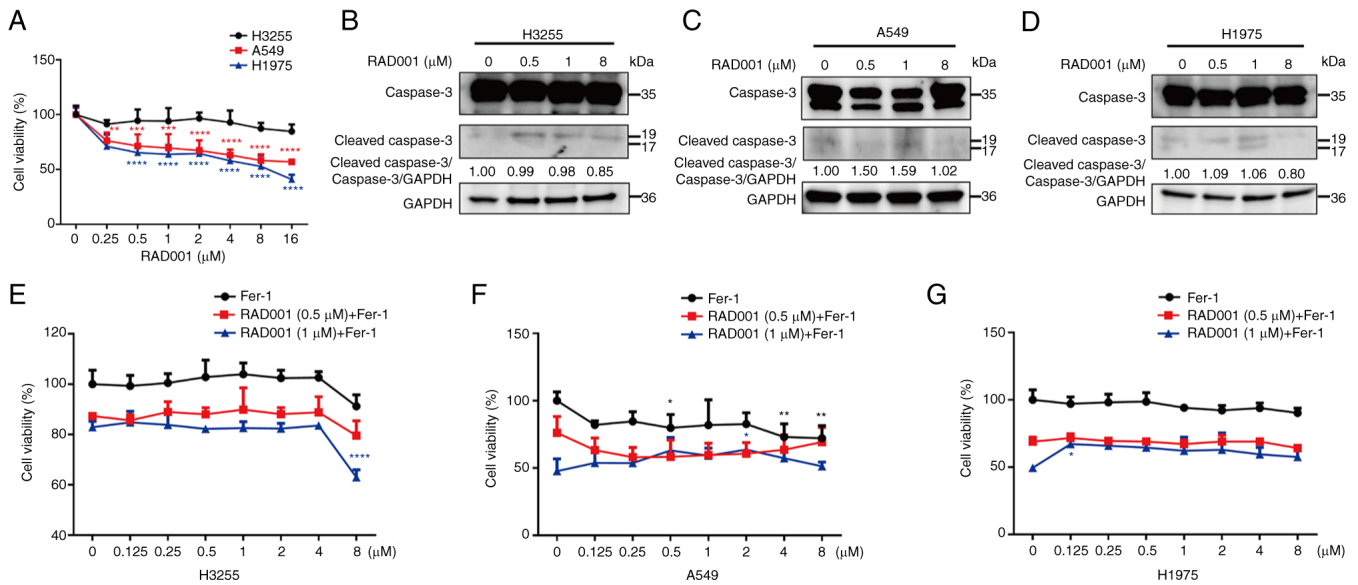 A
H3255
A549
H1975
Cell viability (%)
150
100
50
0
** *** *** **** **** **** ****
**** **** **** **** **** ****
0 0.25 0.5 1 2 4 8 16
RAD001 (μM)
B
H3255
RAD001 (μM) 0 0.5 1 8 kDa
Caspase-3 35
Cleaved caspase-3 19
17
Cleaved caspase-3/
Caspase-3/GAPDH 1.00 0.99 0.98 0.85
GAPDH 36
C
A549
RAD001 (μM) 0 0.5 1 8 kDa
Caspase-3 35
Cleaved caspase-3 19
17
Cleaved caspase-3/
Caspase-3/GAPDH 1.00 1.50 1.59 1.02
GAPDH 36
D
H1975
RAD001 (μM) 0 0.5 1 8 kDa
Caspase-3 35
Cleaved caspase-3 19
17
Cleaved caspase-3/
Caspase-3/GAPDH 1.00 1.09 1.06 0.80
GAPDH 36
E
Fer-1
RAD001 (0.5 μM)+Fer-1
RAD001 (1 μM)+Fer-1
Cell viability (%)
120
100
80
60
40
****
0 0.125 0.25 0.5 1 2 4 8 (μM)
H3255
F
Fer-1
RAD001 (0.5 μM)+Fer-1
RAD001 (1 μM)+Fer-1
Cell viability (%)
150
100
50
0
* ** **
*
0 0.125 0.25 0.5 1 2 4 8 (μM)
A549
G
Fer-1
RAD001 (0.5 μM)+Fer-1
RAD001 (1 μM)+Fer-1
Cell viability (%)
150
100
50
0
*
0 0.125 0.25 0.5 1 2 4 8 (μM)
H1975